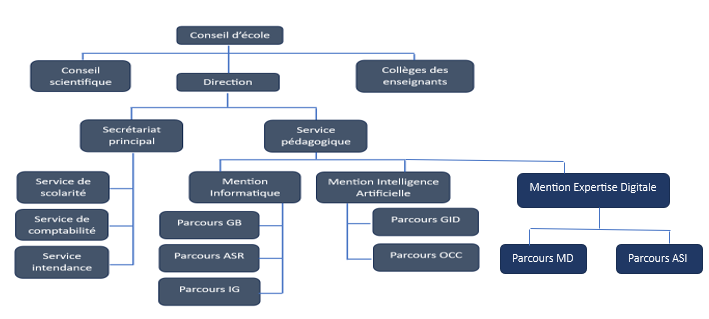 Conseil d'école
Conseil
scientifique
Direction
Collèges des
enseignants
Secrétariat
principal
Service
pédagogique
Service de
scolarité
Service de
comptabilité
Service
intendance
Mention
Informatique
Parcours GB
Parcours ASR
Parcours IG
Mention Intelligence
Artificielle
Parcours GID
Parcours OCC
Mention Expertise Digitale
Parcours MD
Parcours ASI